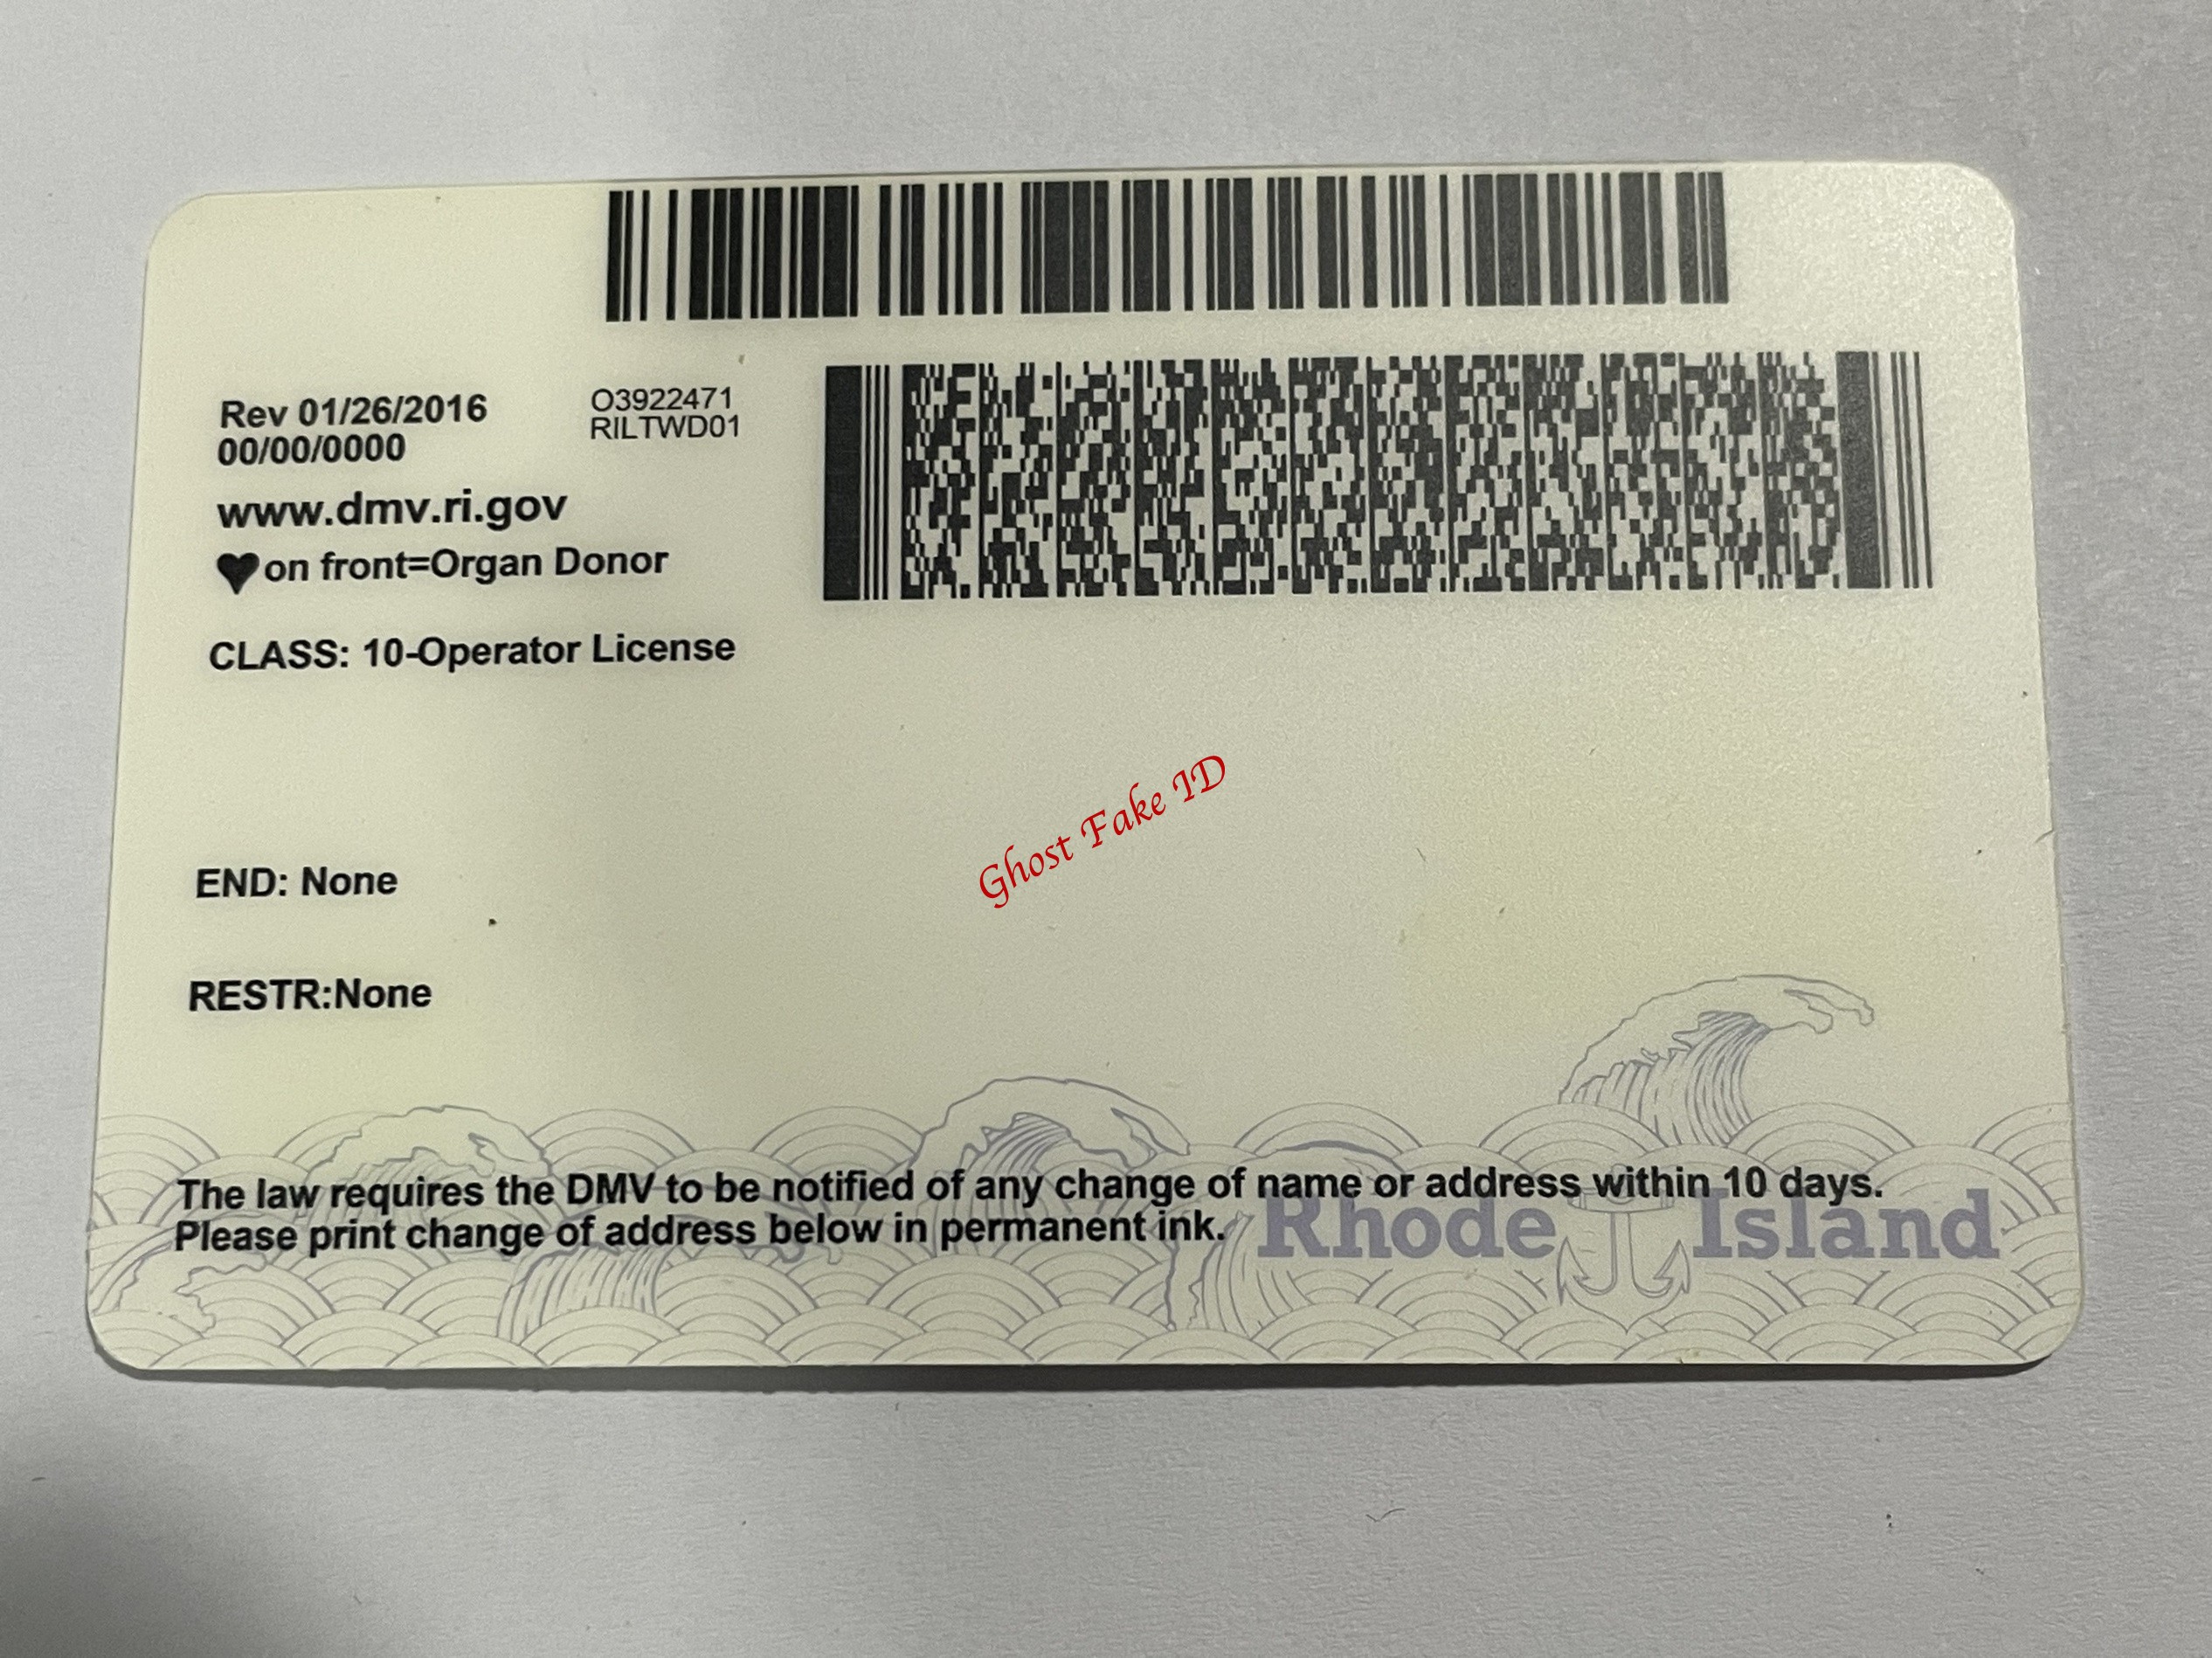 Rev 01/26/2016
00/00/0000
O3922471
RILTWD01
www.dmv.ri.gov
♥on front=Organ Donor
CLASS: 10-Operator License
Ghost Fake ID
END: None
RESTR:None
The law requires the DMV to be notified of any change of name or address within 10 days.
Please print change of address below in permanent ink.
Rhode Island